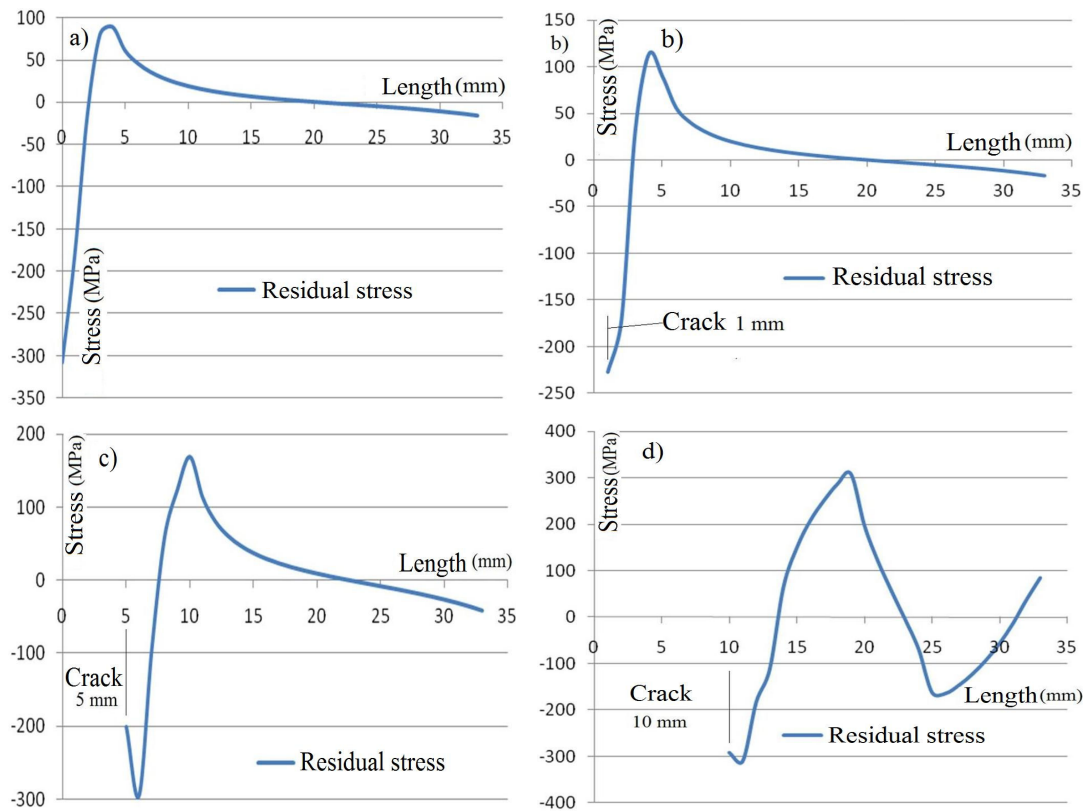 a)
100
50
0
-50
-100
-150
-200
-250
-300
-350
Stress (MPa)
Length (mm)
0 5 10 15 20 25 30 35
Residual stress
b)
b)
150
100
50
0
-50
-100
-150
-200
-250
Stress (MPa)
Length (mm)
0 5 10 15 20 25 30 35
Residual stress
Crack 1 mm
c)
200
100
0
-100
-200
-300
Stress (MPa)
Length (mm)
0 5 10 15 20 25 30 35
Crack
5 mm
Residual stress
d)
400
300
200
100
0
-100
-200
-300
-400
Stress (MPa)
0 5 10 15 20 25 30 35
Length (mm)
Crack
10 mm
Residual stress